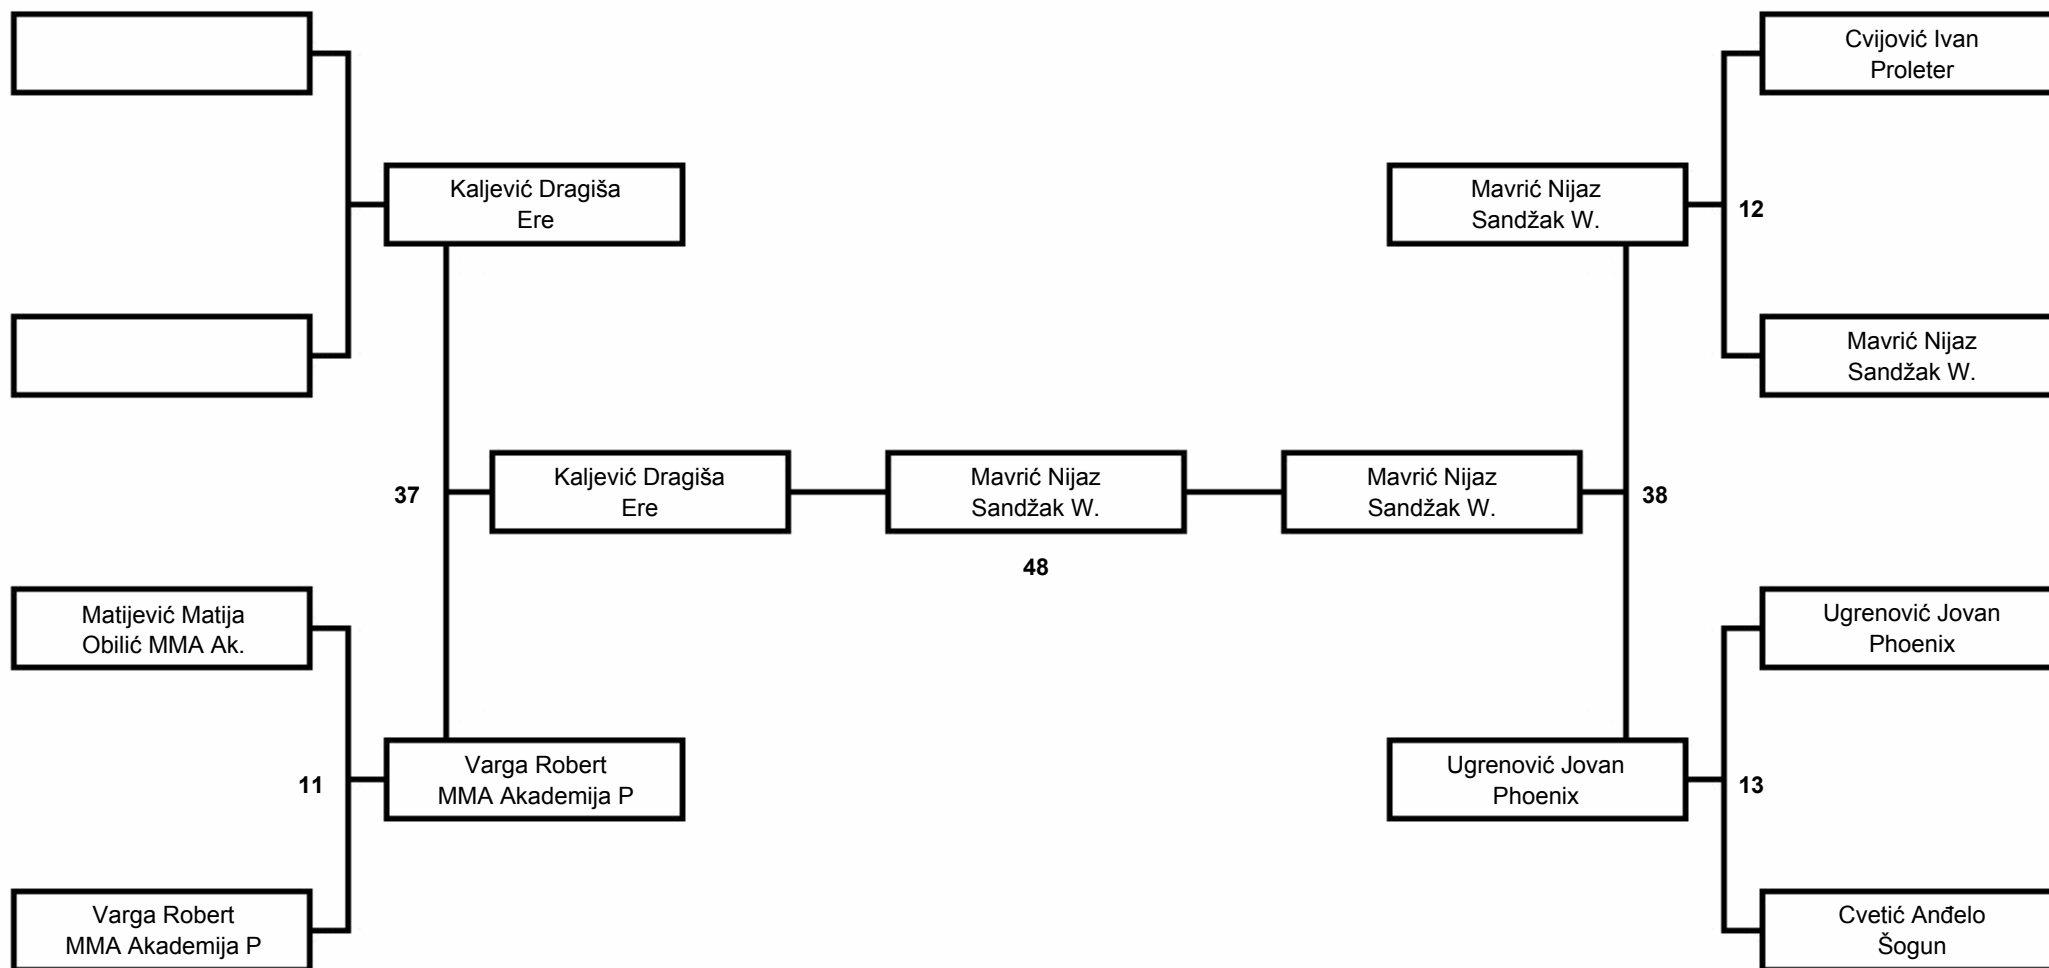 Cvijović Ivan
Proleter
Kaljević Dragiša
Ere
Mavrić Nijaz
Sandžak W.
12
Mavrić Nijaz
Sandžak W.
37
Kaljević Dragiša
Ere
Mavrić Nijaz
Sandžak W.
Mavrić Nijaz
Sandžak W.
38
48
Matijević Matija
Obilić MMA Ak.
Ugrenović Jovan
Phoenix
11
Varga Robert
MMA Akademija P
Ugrenović Jovan
Phoenix
13
Varga Robert
MMA Akademija P
Cvetić Anđelo
Šogun